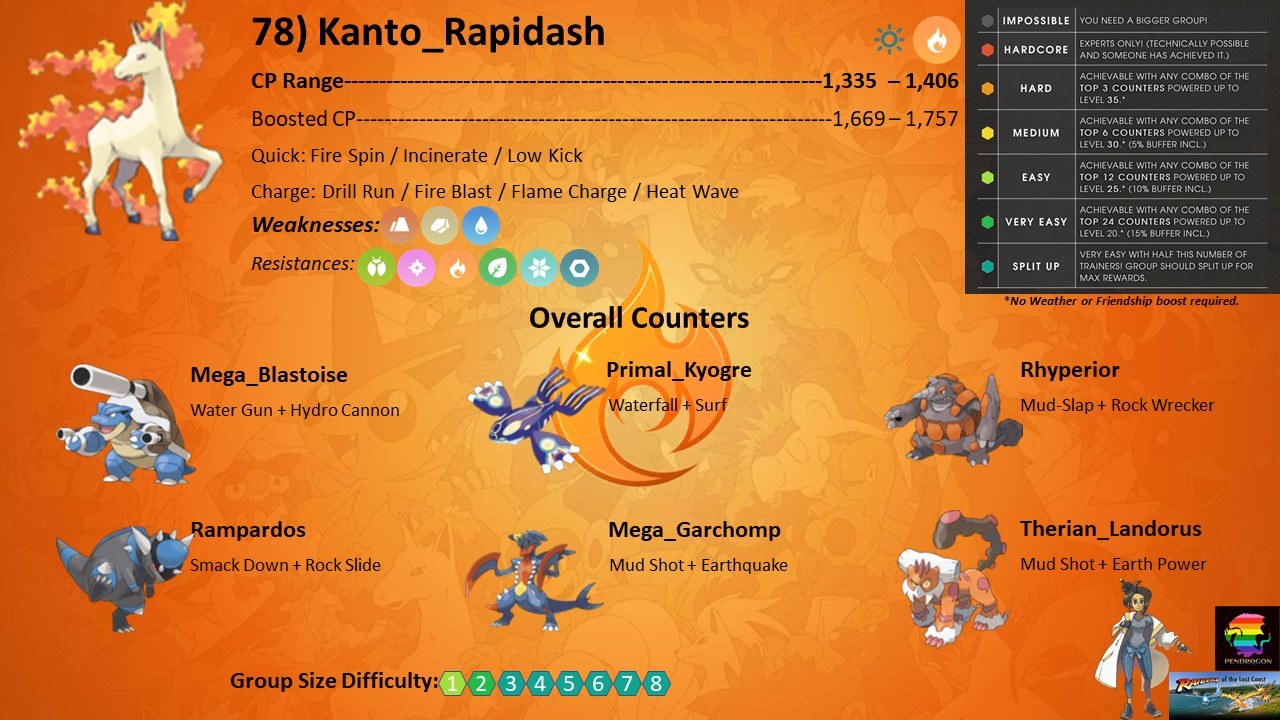 78) Kanto_Rapidash
CP Range--------------------------------------------------------------------1,335 – 1,406
Boosted CP--------------------------------------------------------------------1,669 – 1,757
Quick: Fire Spin / Incinerate / Low Kick
Charge: Drill Run / Fire Blast / Flame Charge / Heat Wave
Weaknesses:
Resistances:
IMPOSSIBLE YOU NEED A BIGGER GROUP!
HARDCORE EXPERTS ONLY! (TECHNICALLY POSSIBLE
AND SOMEONE HAS ACHIEVED IT.)
HARD ACHIEVABLE WITH ANY COMBO OF THE
TOP 3 COUNTERS POWERED UP TO
LEVEL 35.*
MEDIUM ACHIEVABLE WITH ANY COMBO OF THE
TOP 6 COUNTERS POWERED UP TO
LEVEL 30.* (5% BUFFER INCL.)
EASY ACHIEVABLE WITH ANY COMBO OF THE
TOP 12 COUNTERS POWERED UP TO
LEVEL 25.* (10% BUFFER INCL.)
VERY EASY ACHIEVABLE WITH ANY COMBO OF THE
TOP 24 COUNTERS POWERED UP TO
LEVEL 20.* (15% BUFFER INCL.)
SPLIT UP VERY EASY WITH HALF THIS NUMBER OF
TRAINERS! GROUP SHOULD SPLIT UP FOR
MAX REWARDS.
*No Weather or Friendship boost required.
Overall Counters
Mega_Blastoise
Water Gun + Hydro Cannon
Primal_Kyogre
Waterfall + Surf
Rhyperior
Mud-Slap + Rock Wrecker
Rampardos
Smack Down + Rock Slide
Mega_Garchomp
Mud Shot + Earthquake
Therian_Landorus
Mud Shot + Earth Power
Group Size Difficulty: 1 2 3 4 5 6 7 8
PENDRAGON
RAIDERS of the Lost Coast